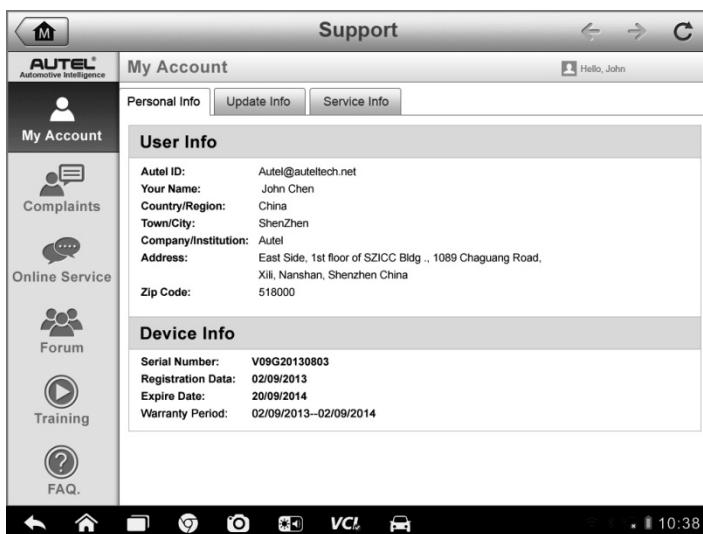 M
Support
AUTEL®
Automotive Intelligence
My Account
Hello, John
Personal Info
Update Info
Service Info
My Account
Complaints
Online Service
Forum
Training
FAQ.
User Info
Autel ID: Autel@auteltech.net
Your Name: John Chen
Country/Region: China
Town/City: ShenZhen
Company/Institution: Autel
Address: East Side, 1st floor of SZICC Bldg ., 1089 Chaguang Road,
Xili, Nanshan, Shenzhen China
Zip Code: 518000
Device Info
Serial Number: V09G20130803
Registration Data: 02/09/2013
Expire Date: 20/09/2014
Warranty Period: 02/09/2013--02/09/2014
VCI
10:38